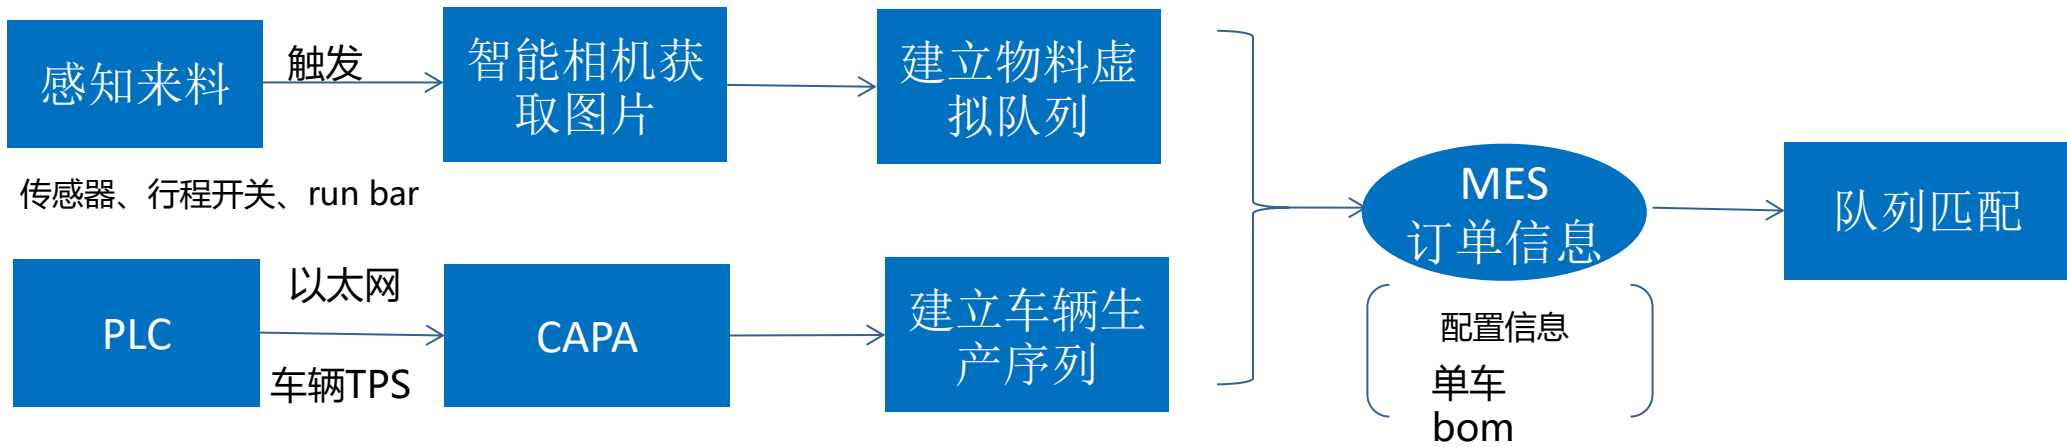 感知来料
触发
智能相机获
取图片
建立物料虚
拟队列
传感器、行程开关、run bar
MES
订单信息
队列匹配
PLC
以太网
车辆TPS
CAPA
建立车辆生
产序列
配置信息
单车
bom